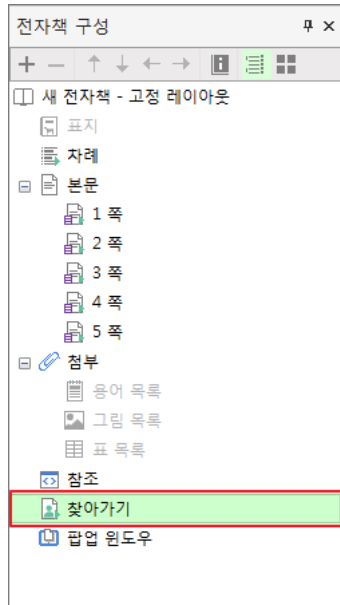 전자책 구성
새 전자책 - 고정 레이아웃
표지
차례
본문
1 쪽
2 쪽
3 쪽
4 쪽
5 쪽
첨부
용어 목록
그림 목록
표 목록
참조
찾아가기
팝업 윈도우